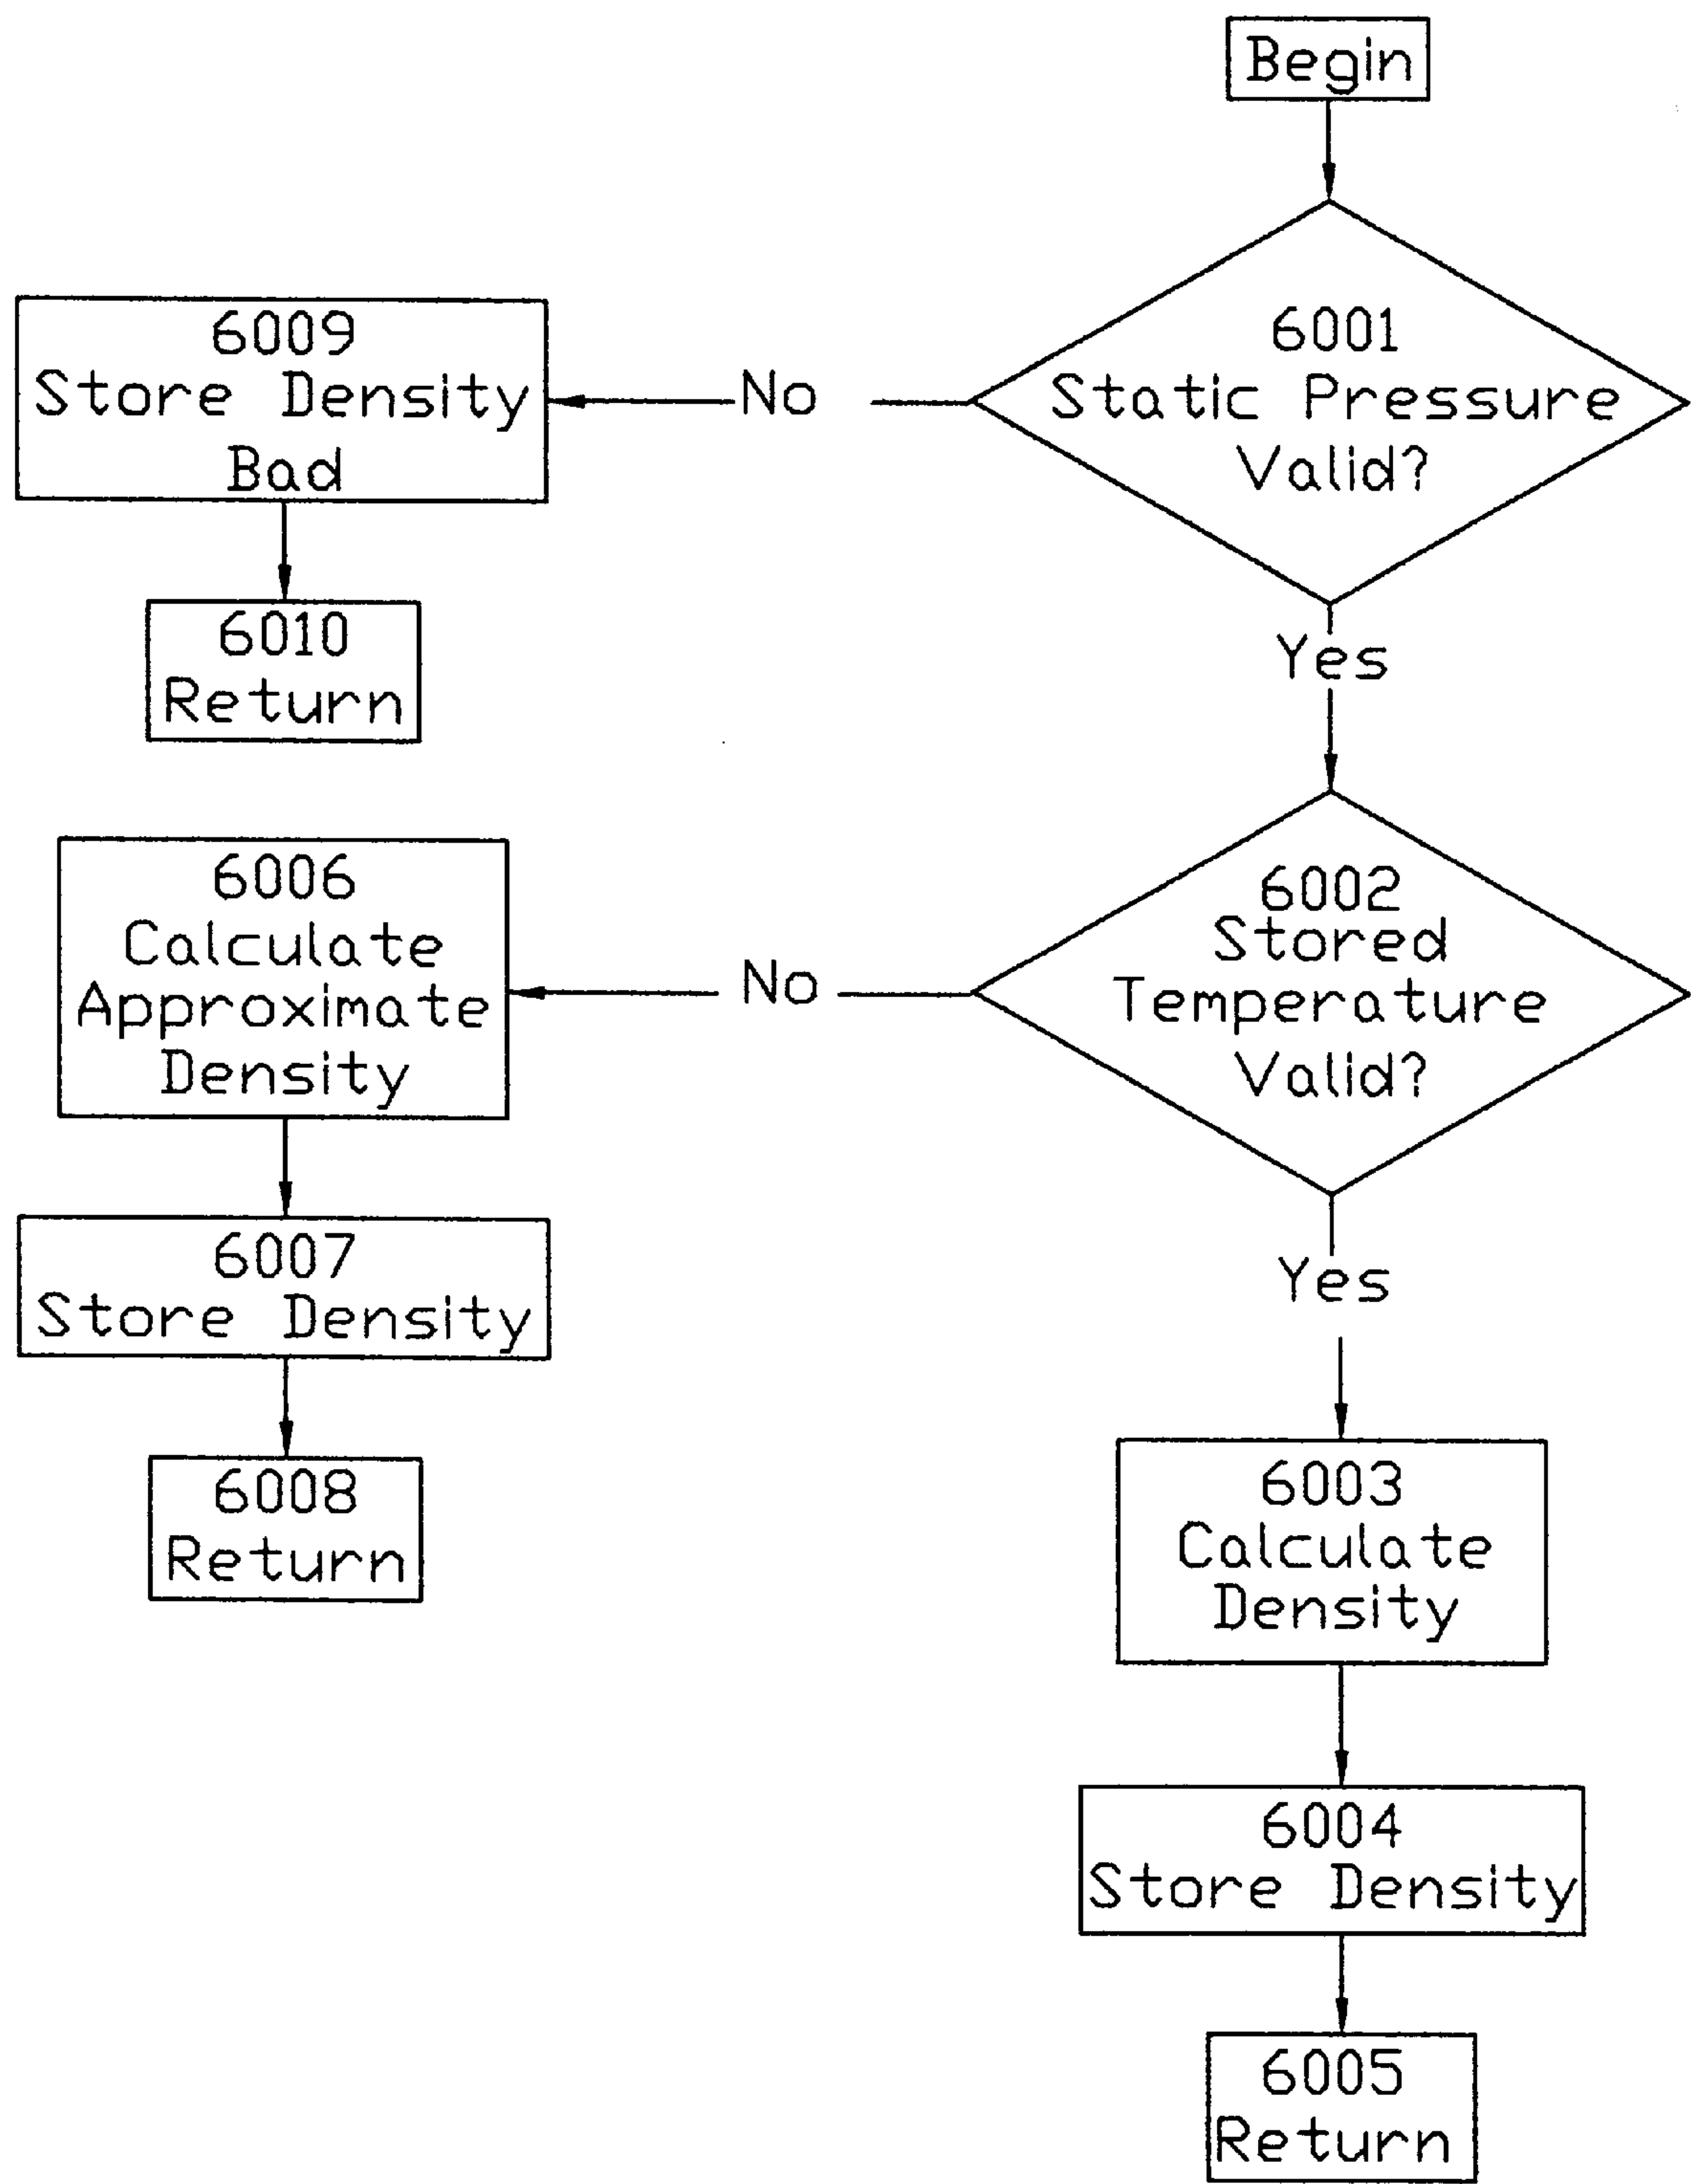 Begin
6001
Static Pressure
Valid?
No
6009
Store Density
Bad
6010
Return
Yes
6002
Stored
Temperature
Valid?
No
6006
Calculate
Approximate
Density
6007
Store Density
6008
Return
Yes
6003
Calculate
Density
6004
Store Density
6005
Return